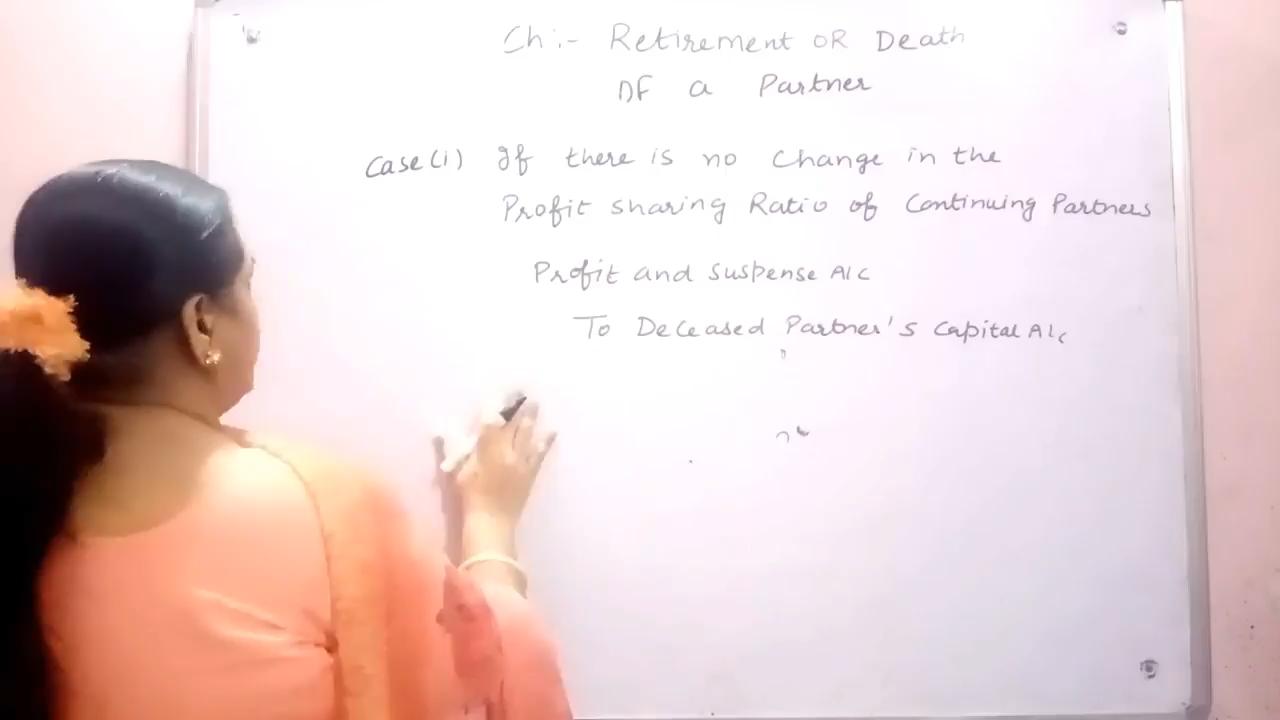 Ch:- Retirement OR Death
OF a Partner
Case(i) If there is no change in the
Profit sharing Ratio of Continuing Partners
Profit and Suspense A/c
To Deceased Partner's Capital A/c